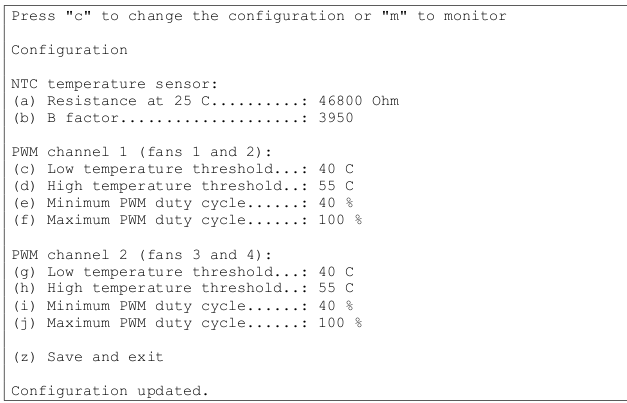 Press "c" to change the configuration or "m" to monitor
Configuration
NTC temperature sensor:
(a) Resistance at 25 C..........: 46800 Ohm
(b) B factor....................: 3950
PWM channel 1 (fans 1 and 2):
(c) Low temperature threshold...: 40 C
(d) High temperature threshold..: 55 C
(e) Minimum PWM duty cycle......: 40 %
(f) Maximum PWM duty cycle......: 100 %
PWM channel 2 (fans 3 and 4):
(g) Low temperature threshold...: 40 C
(h) High temperature threshold..: 55 C
(i) Minimum PWM duty cycle......: 40 %
(j) Maximum PWM duty cycle......: 100 %
(z) Save and exit
Configuration updated.